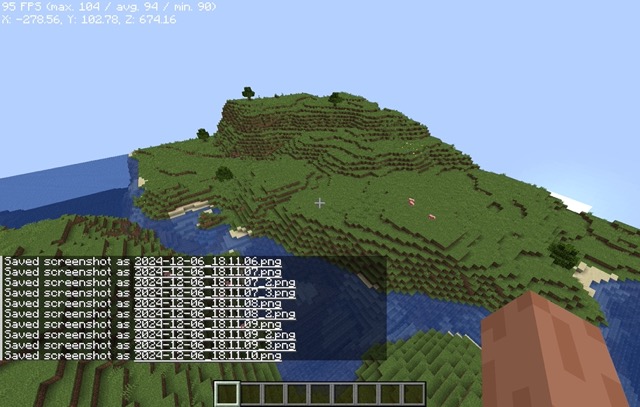 95 FPS (max. 104 / avg. 94 / min. 90)
X: -278.56, Y: 102.78, Z: 674.16
Saved screenshot as 2024-12-06_18.11.06.png
Saved screenshot as 2024-12-06_18.11.07.png
Saved screenshot as 2024-12-06_18.11.07_2.png
Saved screenshot as 2024-12-06_18.11.07_3.png
Saved screenshot as 2024-12-06_18.11.08.png
Saved screenshot as 2024-12-06_18.11.08_2.png
Saved screenshot as 2024-12-06_18.11.09.png
Saved screenshot as 2024-12-06_18.11.09_2.png
Saved screenshot as 2024-12-06_18.11.09_3.png
Saved screenshot as 2024-12-06_18.11.10.png